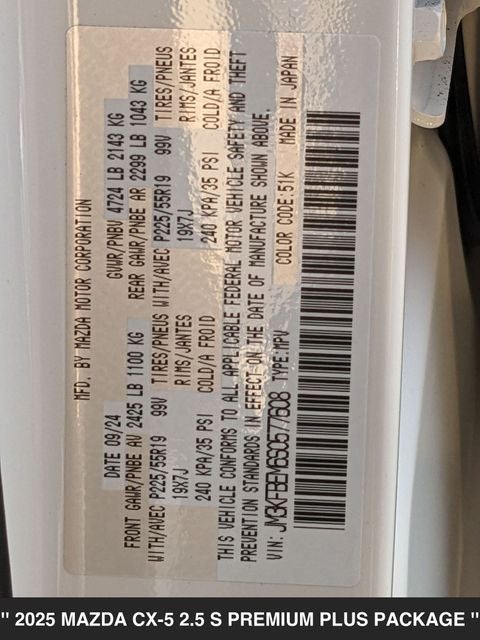 MFD. BY MAZDA MOTOR CORPORATION
DATE 09/24 GVWR/PNBV 4724 LB 2143 KG
FRONT GAWR/PNBE AV 2425 LB 1100 KG REAR GAWR/PNBE AR 2299 LB 1043 KG
WITH/AVEC P225/55R19 99V TIRES/PNEUS WITH/AVEC P225/55R19 99V TIRES/PNEUS
19X7J RIMS/JANTES 19X7J RIMS/JANTES
240 KPA/35 PSI COLD/A FROID 240 KPA/35 PSI COLD/A FROID
THIS VEHICLE CONFORMS TO ALL APPLICABLE FEDERAL MOTOR VEHICLE SAFETY AND THEFT
PREVENTION STANDARDS IN EFFECT ON THE DATE OF MANUFACTURE SHOWN ABOVE.
VIN: JM3KFBEM6S0577608 TYPE:MPV COLOR CODE:51K MADE IN JAPAN
" 2025 MAZDA CX-5 2.5 S PREMIUM PLUS PACKAGE "